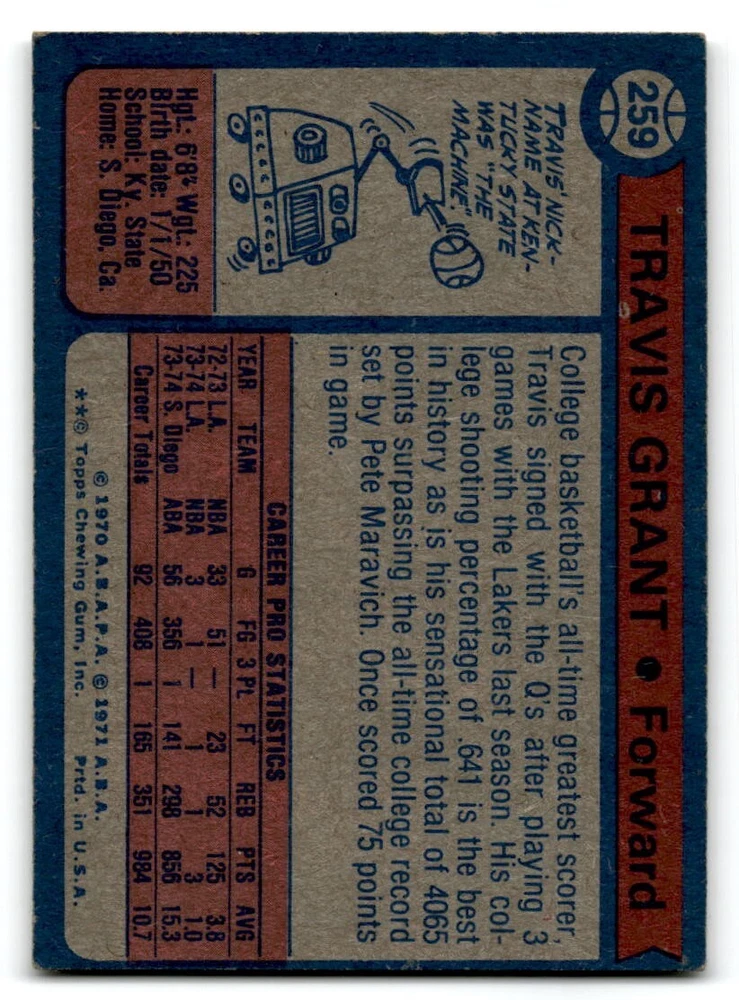 259
TRAVIS GRANT • Forward
TRAVIS' NICK-
NAME AT KEN-
TUCKY STATE
WAS "THE
MACHINE"
Hgt.: 6'8" Wgt.: 225
Birth date: 1/1/50
School: Ky. State
Home: S. Diego, Ca.
College basketball's all-time greatest scorer,
Travis signed with the Q's after playing 3
games with the Lakers last season. His col-
lege shooting percentage of .641 is the best
in history as is his sensational total of 4065
points surpassing the all-time college record
set by Pete Maravich. Once scored 75 points
in game.
CAREER PRO STATISTICS
YEAR TEAM G FG 3 Pt. FT REB PTS AVG
72-73 L.A. NBA 33 51 — 23 52 125 3.8
73-74 L.A. NBA 3 1 — 1 1 3 1.0
73-74 S. Diego ABA 56 356 1 141 298 856 15.3
Career Totals 92 408 1 165 351 984 10.7
© 1970 A.B.A.P.A. © 1971 A.B.A.
**© Topps Chewing Gum, Inc. Prtd. in U.S.A.